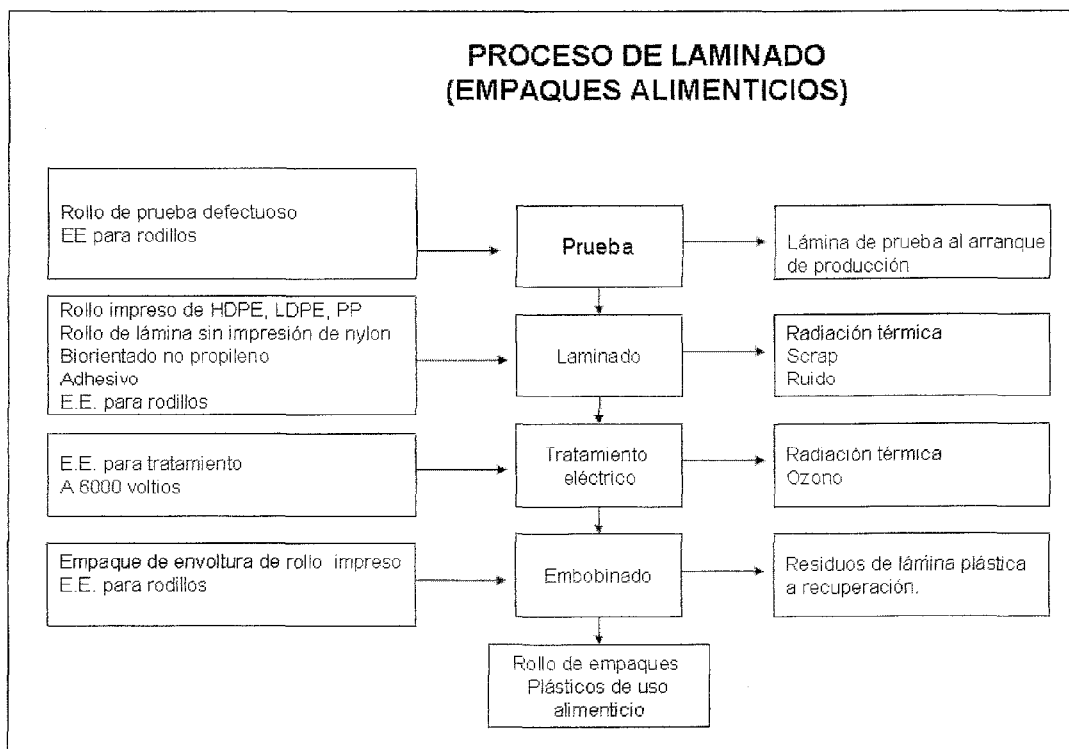 PROCESO DE LAMINADO
(EMPAQUES ALIMENTICIOS)
Rollo de prueba defectuoso
EE para rodillos
Prueba
Lámina de prueba al arranque
de producción
Rollo impreso de HDPE, LDPE, PP
Rollo de lámina sin impresión de nylon
Biorientado no propileno
Adhesivo
E.E. para rodillos
Laminado
Radiación térmica
Scrap
Ruido
E.E. para tratamiento
A 6000 voltios
Tratamiento
eléctrico
Radiación térmica
Ozono
Empaque de envoltura de rollo impreso
E.E. para rodillos
Embobinado
Residuos de lámina plástica
a recuperación.
Rollo de empaques
Plásticos de uso
alimenticio